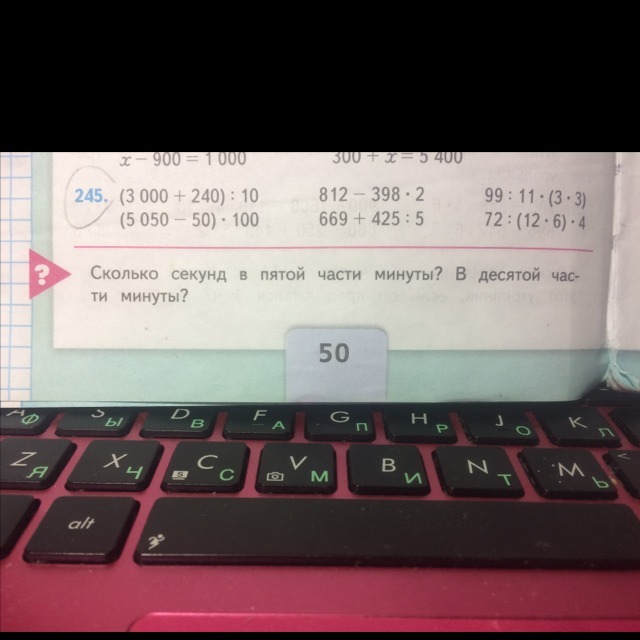 x − 900 = 1 000 300 + x = 5 400
245. (3 000 + 240) : 10 812 − 398 · 2 99 : 11 · (3 · 3)
(5 050 − 50) · 100 669 + 425 : 5 72 : (12 · 6) · 4
? Сколько секунд в пятой части минуты? В десятой час-
ти минуты?
50
A Ф S Ы D В F А G П H Р J О K Л
Z Я X Ч C С V М B И N Т M Ь <
alt